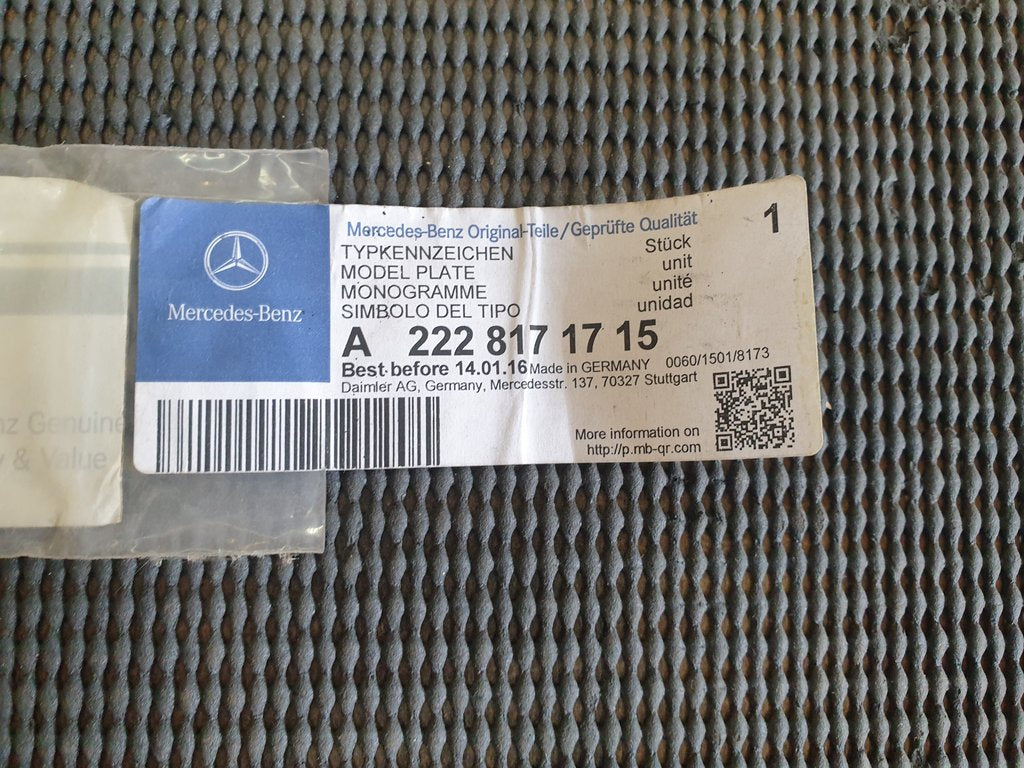 Mercedes-Benz
Mercedes-Benz Original-Teile/Geprüfte Qualität
1
TYPKENNZEICHEN
MODEL PLATE
MONOGRAMME
SIMBOLO DEL TIPO
Stück
unit
unité
unidad
A 222 817 17 15
Best before 14.01.16 Made in GERMANY 0060/1501/8173
Daimler AG, Germany, Mercedesstr. 137, 70327 Stuttgart
More information on
http://p.mb-qr.com
Genuine
& Value